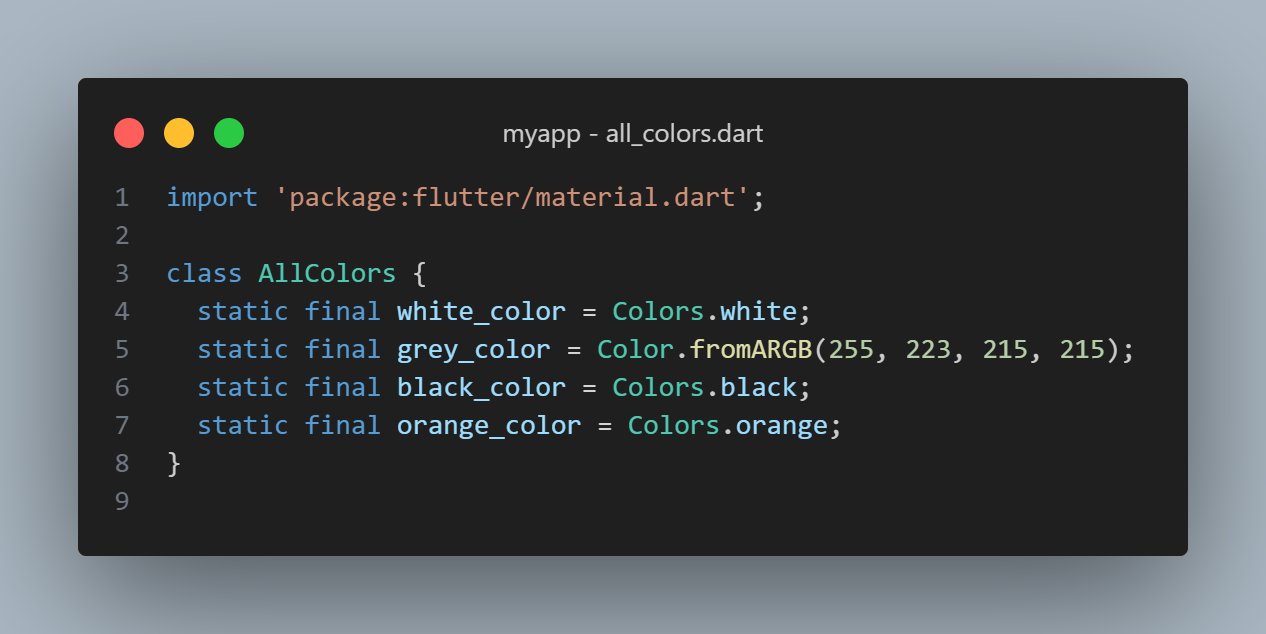 myapp - all_colors.dart
1 import 'package:flutter/material.dart';
2
3 class AllColors {
4   static final white_color = Colors.white;
5   static final grey_color = Color.fromARGB(255, 223, 215, 215);
6   static final black_color = Colors.black;
7   static final orange_color = Colors.orange;
8 }
9